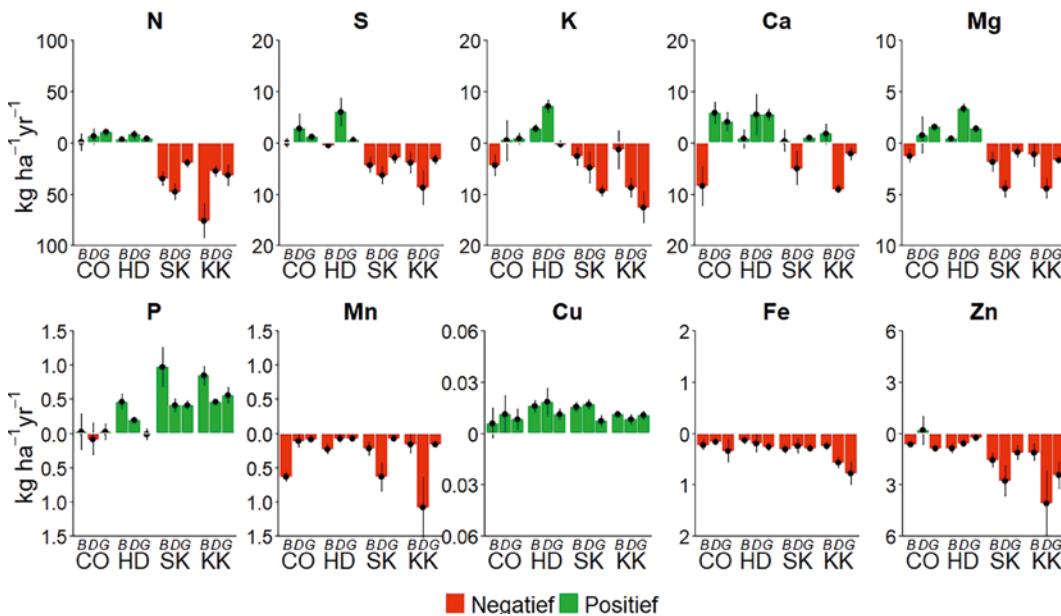 N S K Ca Mg
100 20 20 20 10
50 10 10 10 5
0 0 0 0 0
50 10 10 10 5
100 20 20 20 10
kg ha⁻¹yr⁻¹
BDG BDG BDG BDG BDG BDG BDG BDG BDG BDG BDG BDG BDG BDG BDG BDG BDG BDG BDG BDG
CO HD SK KK CO HD SK KK CO HD SK KK CO HD SK KK CO HD SK KK
P Mn Cu Fe Zn
1.5 1.5 0.06 2 6
1.0 1.0 0.03 1 3
0.5 0.5
0.0 0.0 0.00 0 0
0.5 0.5
1.0 1.0 0.03 1 3
1.5 1.5 0.06 2 6
kg ha⁻¹yr⁻¹
BDG BDG BDG BDG BDG BDG BDG BDG BDG BDG BDG BDG BDG BDG BDG BDG BDG BDG BDG BDG
CO HD SK KK CO HD SK KK CO HD SK KK CO HD SK KK CO HD SK KK
Negatief Positief